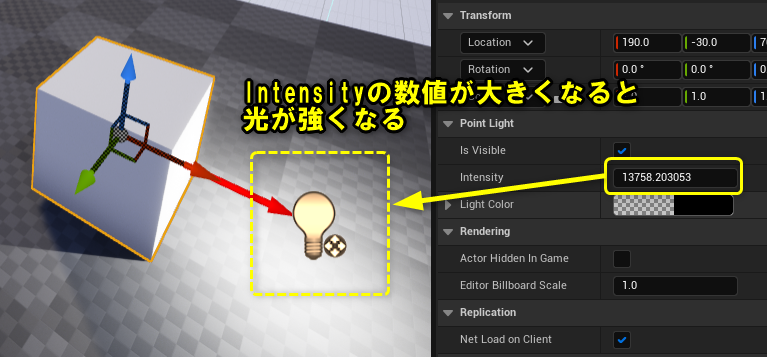 Transform
Location
190.0
-30.0
Rotation
0.0 °
0.0 °
1.0
Intensityの数値が大きくなると
光が強くなる
Point Light
Is Visible
Intensity
13758.203053
Light Color
Rendering
Actor Hidden In Game
Editor Billboard Scale
1.0
Replication
Net Load on Client